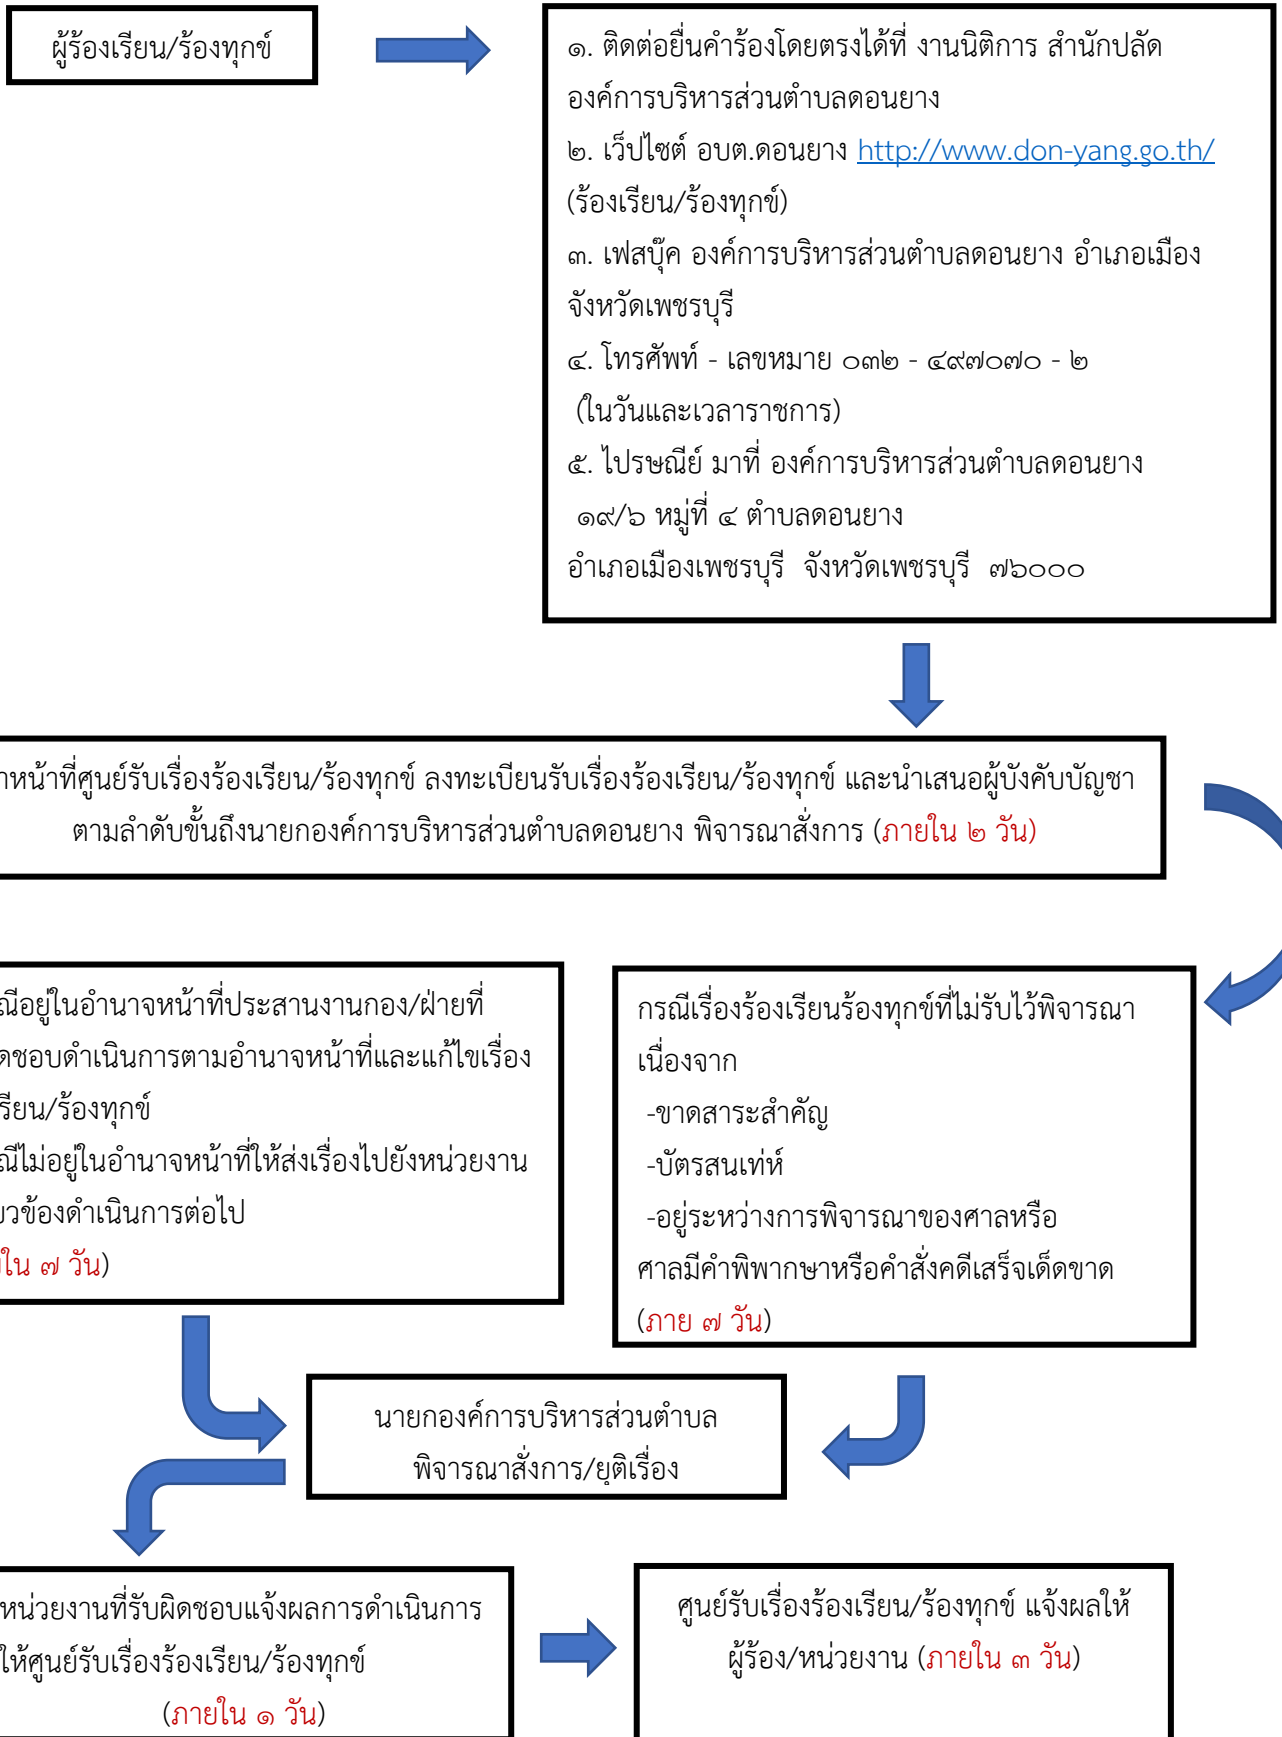 ผู้ร้องเรียน/ร้องทุกข์
๑. ติดต่อยื่นคำร้องโดยตรงได้ที่ งานนิติการ สำนักปลัด
องค์การบริหารส่วนตำบลดอนยาง
๒. เว็ปไซต์ อบต.ดอนยาง http://www.don-yang.go.th/
(ร้องเรียน/ร้องทุกข์)
๓. เฟสบุ๊ค องค์การบริหารส่วนตำบลดอนยาง อำเภอเมือง
จังหวัดเพชรบุรี
๔. โทรศัพท์ - เลขหมาย ๐๓๒ - ๔๙๗๐๗๐ - ๒
(ในวันและเวลาราชการ)
๕. ไปรษณีย์ มาที่ องค์การบริหารส่วนตำบลดอนยาง
๑๙/๖ หมู่ที่ ๔ ตำบลดอนยาง
อำเภอเมืองเพชรบุรี จังหวัดเพชรบุรี ๗๖๐๐๐
าหน้าที่ศูนย์รับเรื่องร้องเรียน/ร้องทุกข์ ลงทะเบียนรับเรื่องร้องเรียน/ร้องทุกข์ และนำเสนอผู้บังคับบัญชา
ตามลำดับขั้นถึงนายกองค์การบริหารส่วนตำบลดอนยาง พิจารณาสั่งการ (ภายใน ๒ วัน)
ณีอยู่ในอำนาจหน้าที่ประสานงานกอง/ฝ่ายที่
ดชอบดำเนินการตามอำนาจหน้าที่และแก้ไขเรื่อง
รียน/ร้องทุกข์
ณีไม่อยู่ในอำนาจหน้าที่ให้ส่งเรื่องไปยังหน่วยงาน
ยวข้องดำเนินการต่อไป
ใน ๗ วัน)
กรณีเรื่องร้องเรียนร้องทุกข์ที่ไม่รับไว้พิจารณา
เนื่องจาก
-ขาดสาระสำคัญ
-บัตรสนเท่ห์
-อยู่ระหว่างการพิจารณาของศาลหรือ
ศาลมีคำพิพากษาหรือคำสั่งคดีเสร็จเด็ดขาด
(ภาย ๗ วัน)
นายกองค์การบริหารส่วนตำบล
พิจารณาสั่งการ/ยุติเรื่อง
หน่วยงานที่รับผิดชอบแจ้งผลการดำเนินการ
ให้ศูนย์รับเรื่องร้องเรียน/ร้องทุกข์
(ภายใน ๑ วัน)
ศูนย์รับเรื่องร้องเรียน/ร้องทุกข์ แจ้งผลให้
ผู้ร้อง/หน่วยงาน (ภายใน ๓ วัน)